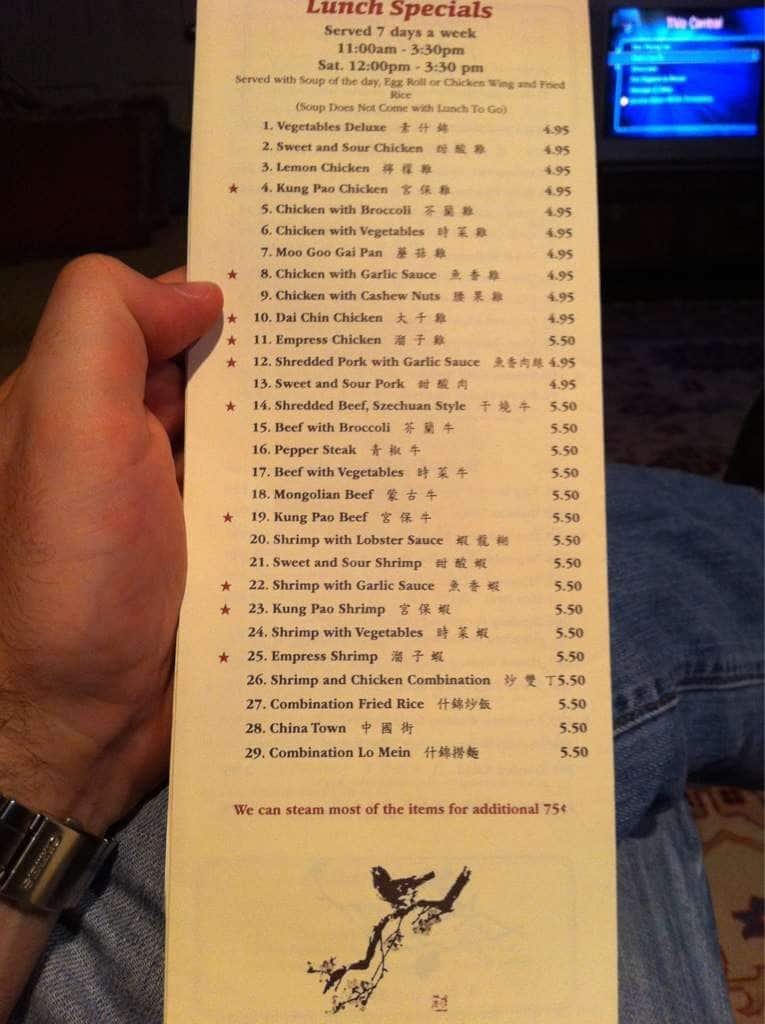 Lunch Specials
Served 7 days a week
11:00am - 3:30pm
Sat. 12:00pm - 3:30 pm
Served with Soup of the day, Egg Roll or Chicken Wing and Fried
Rice
(Soup Does Not Come with Lunch To Go)
1. Vegetables Deluxe 素什錦 4.95
2. Sweet and Sour Chicken 甜酸雞 4.95
3. Lemon Chicken 檸檬雞 4.95
★ 4. Kung Pao Chicken 宮保雞 4.95
5. Chicken with Broccoli 芥蘭雞 4.95
6. Chicken with Vegetables 時菜雞 4.95
7. Moo Goo Gai Pan 蘑菇雞 4.95
★ 8. Chicken with Garlic Sauce 魚香雞 4.95
9. Chicken with Cashew Nuts 腰果雞 4.95
★ 10. Dai Chin Chicken 大千雞 4.95
★ 11. Empress Chicken 溜子雞 5.50
★ 12. Shredded Pork with Garlic Sauce 魚香肉絲 4.95
13. Sweet and Sour Pork 甜酸肉 4.95
★ 14. Shredded Beef, Szechuan Style 干燒牛 5.50
15. Beef with Broccoli 芥蘭牛 5.50
16. Pepper Steak 青椒牛 5.50
17. Beef with Vegetables 時菜牛 5.50
18. Mongolian Beef 蒙古牛 5.50
★ 19. Kung Pao Beef 宮保牛 5.50
20. Shrimp with Lobster Sauce 蝦龍糊 5.50
21. Sweet and Sour Shrimp 甜酸蝦 5.50
★ 22. Shrimp with Garlic Sauce 魚香蝦 5.50
★ 23. Kung Pao Shrimp 宮保蝦 5.50
24. Shrimp with Vegetables 時菜蝦 5.50
★ 25. Empress Shrimp 溜子蝦 5.50
26. Shrimp and Chicken Combination 炒雙丁 5.50
27. Combination Fried Rice 什錦炒飯 5.50
28. China Town 中國街 5.50
29. Combination Lo Mein 什錦撈麵 5.50
We can steam most of the items for additional 75¢
TiVo Central